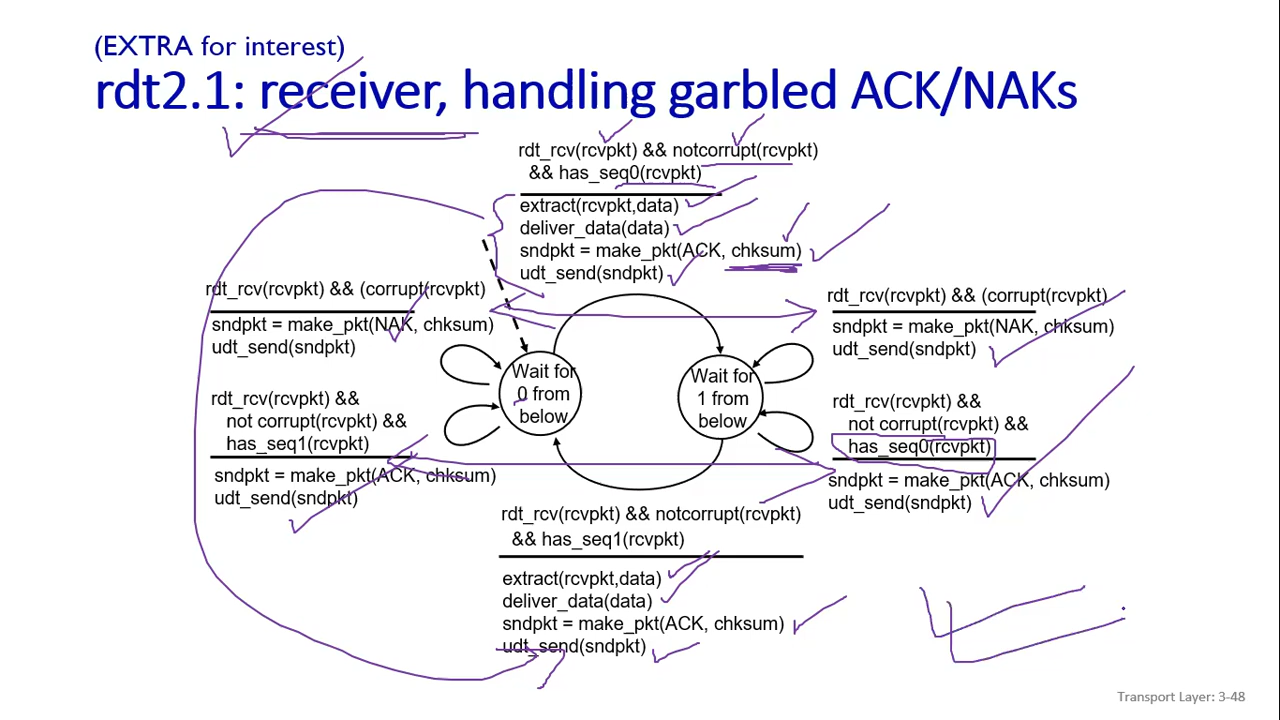 (EXTRA for interest)
rdt2.1: receiver, handling garbled ACK/NAKs
rdt_rcv(rcvpkt) && notcorrupt(rcvpkt)
&& has_seq0(rcvpkt)
extract(rcvpkt,data)
deliver_data(data)
sndpkt = make_pkt(ACK, chksum)
udt_send(sndpkt)
rdt_rcv(rcvpkt) && (corrupt(rcvpkt)
sndpkt = make_pkt(NAK, chksum)
udt_send(sndpkt)
rdt_rcv(rcvpkt) &&
not corrupt(rcvpkt) &&
has_seq1(rcvpkt)
sndpkt = make_pkt(ACK, chksum)
udt_send(sndpkt)
Wait for
0 from
below
Wait for
1 from
below
rdt_rcv(rcvpkt) && (corrupt(rcvpkt)
sndpkt = make_pkt(NAK, chksum)
udt_send(sndpkt)
rdt_rcv(rcvpkt) &&
not corrupt(rcvpkt) &&
has_seq0(rcvpkt)
sndpkt = make_pkt(ACK, chksum)
udt_send(sndpkt)
rdt_rcv(rcvpkt) && notcorrupt(rcvpkt)
&& has_seq1(rcvpkt)
extract(rcvpkt,data)
deliver_data(data)
sndpkt = make_pkt(ACK, chksum)
udt_send(sndpkt)
Transport Layer: 3-48